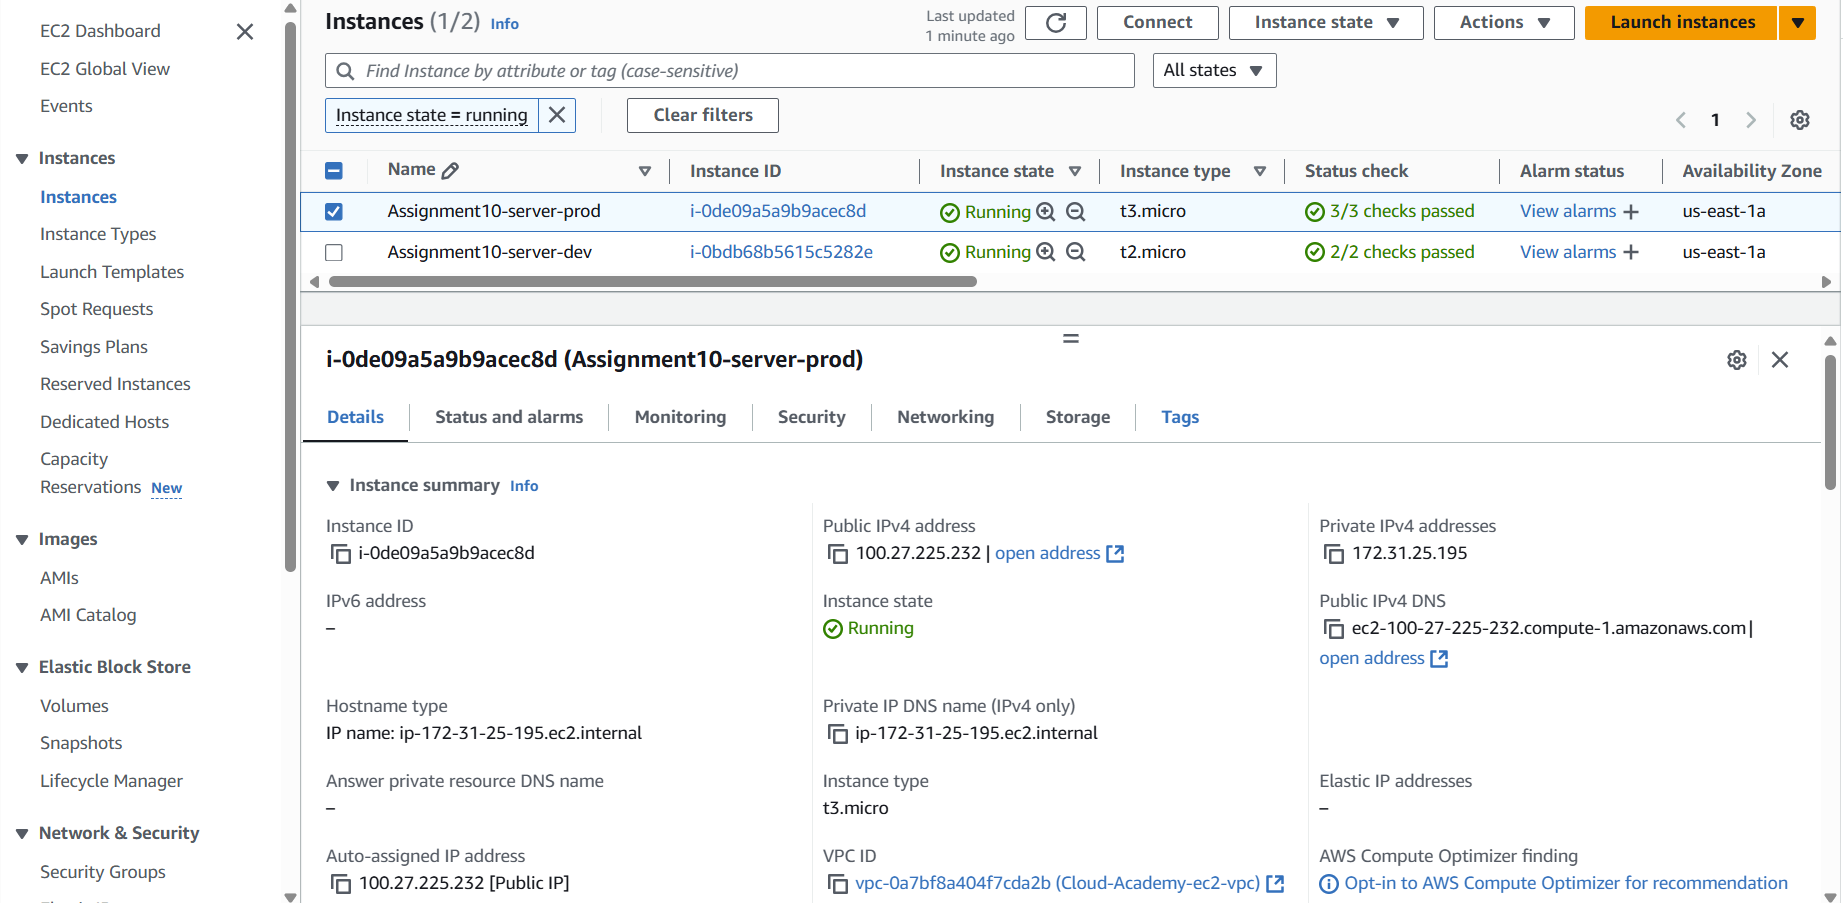 EC2 Dashboard
EC2 Global View
Events
Instances
Instances
Instance Types
Launch Templates
Spot Requests
Savings Plans
Reserved Instances
Dedicated Hosts
Capacity
Reservations New
Images
AMIs
AMI Catalog
Elastic Block Store
Volumes
Snapshots
Lifecycle Manager
Network & Security
Security Groups
Instances (1/2) Info
Last updated
1 minute ago
Connect
Instance state
Actions
Launch instances
Find Instance by attribute or tag (case-sensitive)
All states
Instance state = running
Clear filters
1
Name Instance ID Instance state Instance type Status check Alarm status Availability Zone
Assignment10-server-prod i-0de09a5a9b9acec8d Running t3.micro 3/3 checks passed View alarms + us-east-1a
Assignment10-server-dev i-0bdb68b5615c5282e Running t2.micro 2/2 checks passed View alarms + us-east-1a
i-0de09a5a9b9acec8d (Assignment10-server-prod)
Details Status and alarms Monitoring Security Networking Storage Tags
Instance summary Info
Instance ID
i-0de09a5a9b9acec8d
Public IPv4 address
100.27.225.232 | open address
Private IPv4 addresses
172.31.25.195
IPv6 address
–
Instance state
Running
Public IPv4 DNS
ec2-100-27-225-232.compute-1.amazonaws.com |
open address
Hostname type
IP name: ip-172-31-25-195.ec2.internal
Private IP DNS name (IPv4 only)
ip-172-31-25-195.ec2.internal
Answer private resource DNS name
–
Instance type
t3.micro
Elastic IP addresses
–
Auto-assigned IP address
100.27.225.232 [Public IP]
VPC ID
vpc-0a7bf8a404f7cda2b (Cloud-Academy-ec2-vpc)
AWS Compute Optimizer finding
Opt-in to AWS Compute Optimizer for recommendation